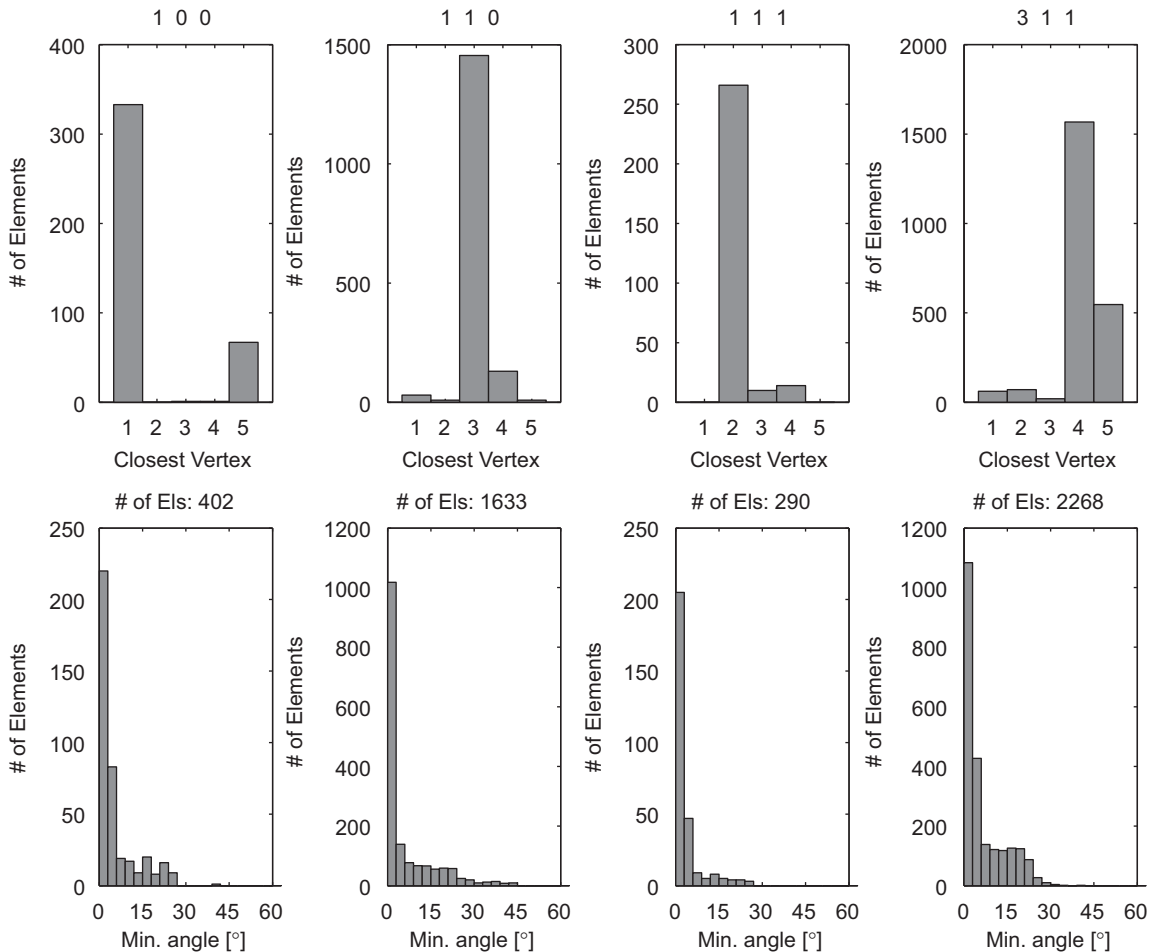 1 0 0
400
300
200
100
0
# of Elements
1 2 3 4 5
Closest Vertex
1 1 0
1500
1000
500
0
# of Elements
1 2 3 4 5
Closest Vertex
1 1 1
300
250
200
150
100
50
0
# of Elements
1 2 3 4 5
Closest Vertex
3 1 1
2000
1500
1000
500
0
# of Elements
1 2 3 4 5
Closest Vertex
# of Els: 402
250
200
150
100
50
0
# of Elements
0 15 30 45 60
Min. angle [°]
# of Els: 1633
1200
1000
800
600
400
200
0
# of Elements
0 15 30 45 60
Min. angle [°]
# of Els: 290
250
200
150
100
50
0
# of Elements
0 15 30 45 60
Min. angle [°]
# of Els: 2268
1200
1000
800
600
400
200
0
# of Elements
0 15 30 45 60
Min. angle [°]